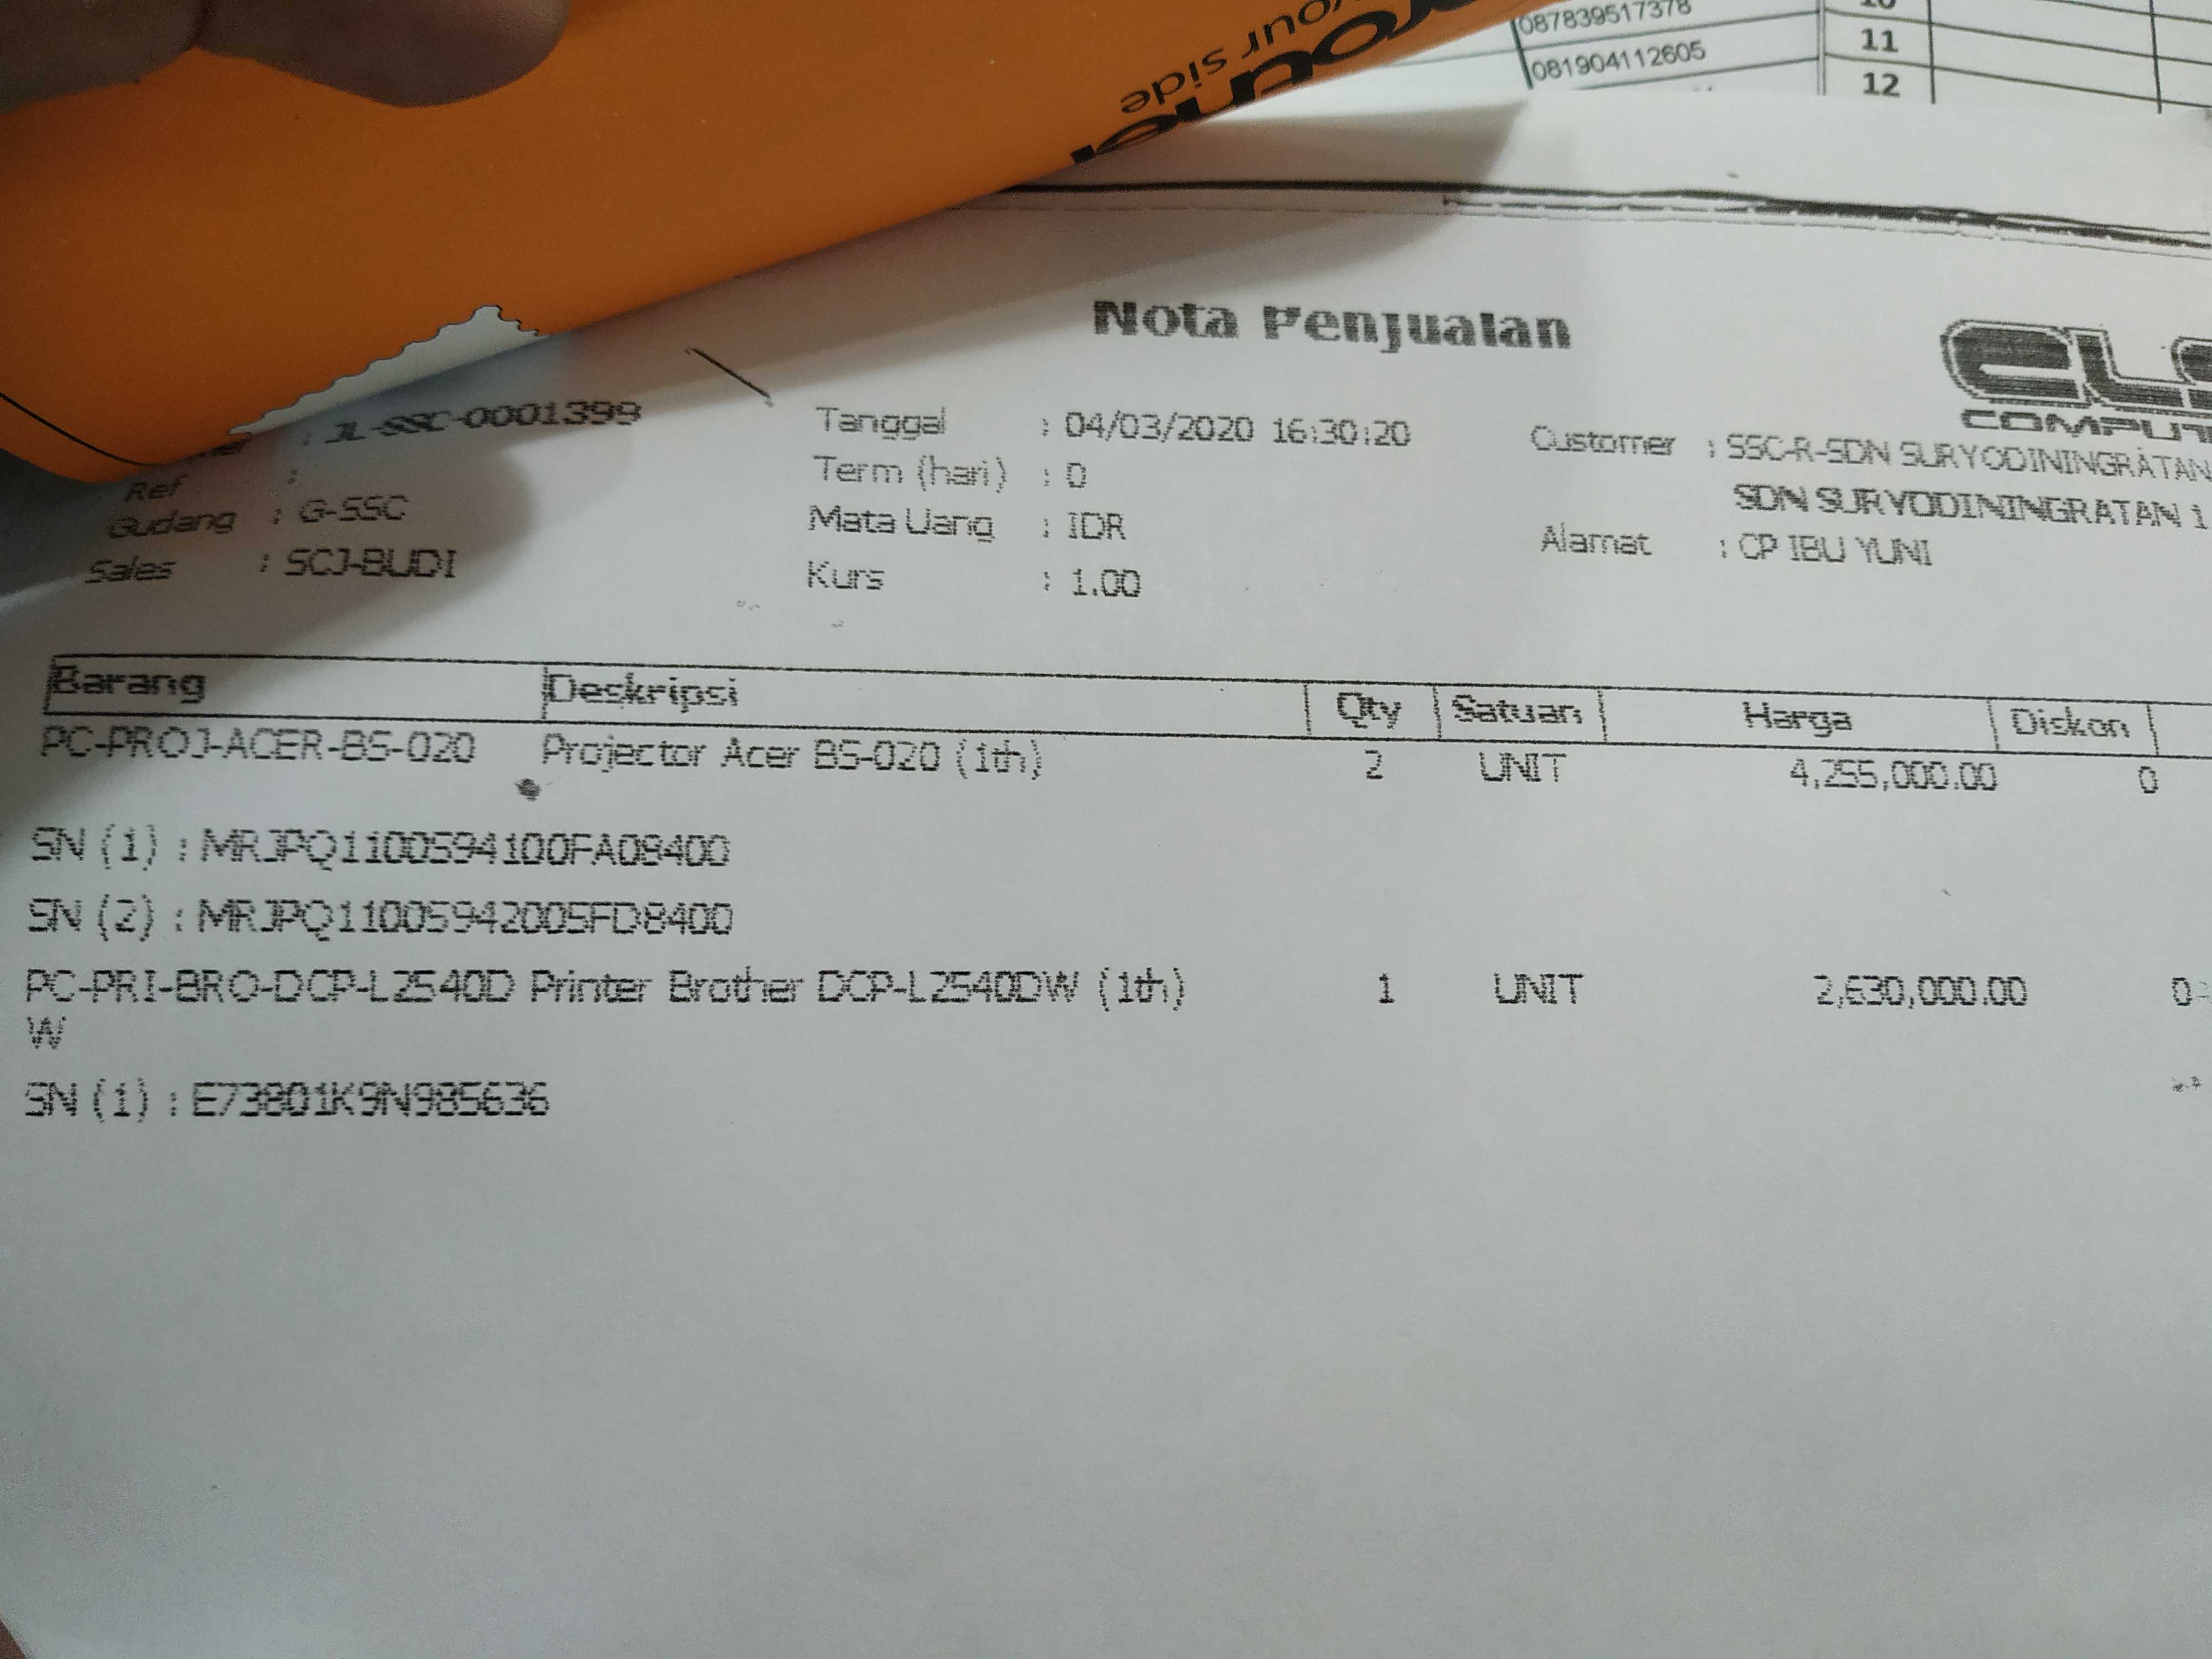 087839517378
081904112605
11
12
your side
Nota Penjualan
COMPUT
: JL-SSC-0001399
Ref :
Gudang : G-SSC
Sales : SCJ-BUDI
Tanggal : 04/03/2020 16:30:20
Term (hari) : 0
Mata Uang : IDR
Kurs : 1.00
Customer : SSC-R-SDN SURYODININGRATAN
SDN SURYODININGRATAN 1
Alamat : CP IBU YUNI
Barang Deskripsi Qty Satuan Harga Diskon
PC-PROJ-ACER-BS-020 Projector Acer BS-020 (1th) 2 UNIT 4,255,000.00 0
SN (1) : MRJPQ1100594100FA08400
SN (2) : MRJPQ11005942005FD8400
PC-PRI-BRO-DCP-L2540D Printer Brother DCP-L2540DW (1th) 1 UNIT 2,630,000.00 0
W
SN (1) : E73801K9N985636